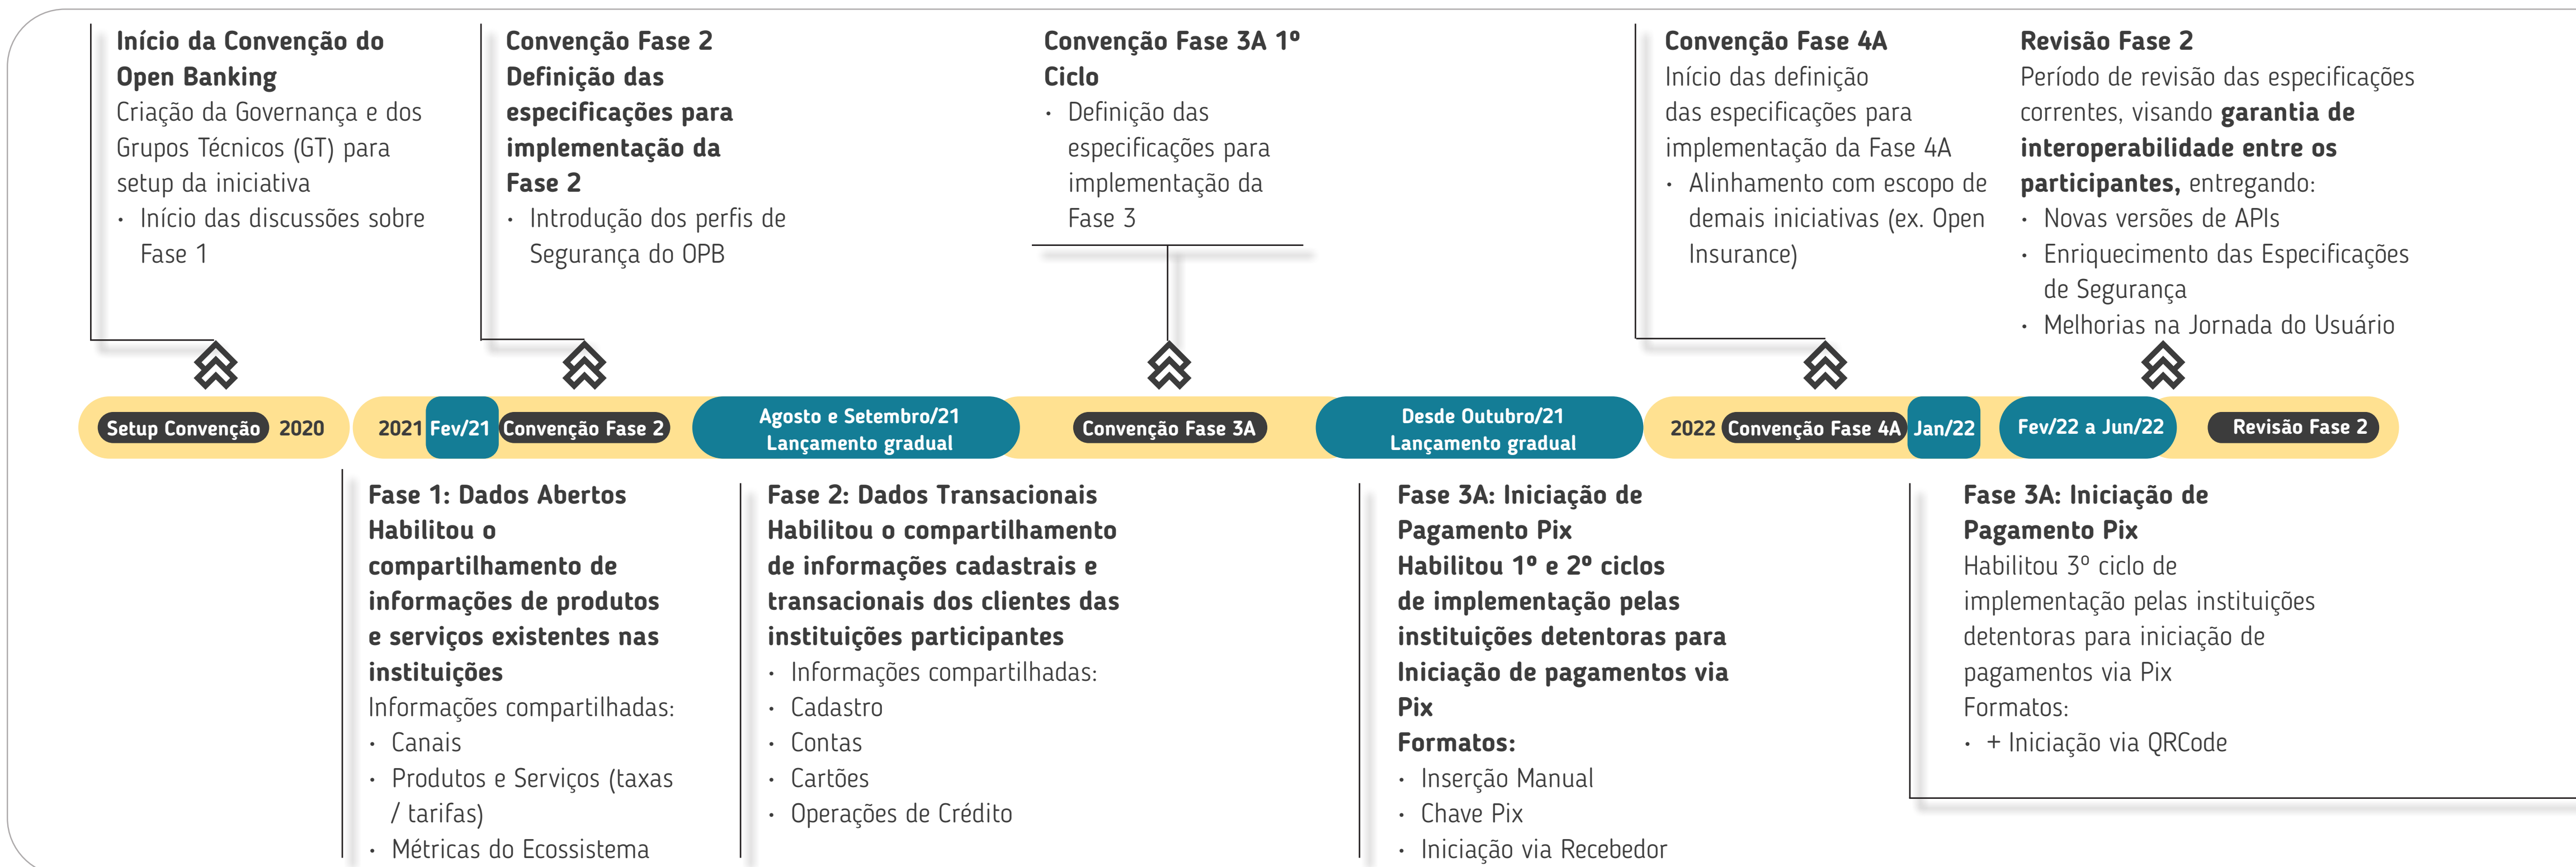 Início da Convenção do
Open Banking
Criação da Governança e dos
Grupos Técnicos (GT) para
setup da iniciativa
• Início das discussões sobre
Fase 1
Convenção Fase 2
Definição das
especificações para
implementação da
Fase 2
• Introdução dos perfis de
Segurança do OPB
Convenção Fase 3A 1º
Ciclo
• Definição das
especificações para
implementação da
Fase 3
Convenção Fase 4A
Início das definição
das especificações para
implementação da Fase 4A
• Alinhamento com escopo de
demais iniciativas (ex. Open
Insurance)
Revisão Fase 2
Período de revisão das especificações
correntes, visando garantia de
interoperabilidade entre os
participantes, entregando:
• Novas versões de APIs
• Enriquecimento das Especificações
de Segurança
• Melhorias na Jornada do Usuário
Setup Convenção 2020
2021 Fev/21 Convenção Fase 2
Agosto e Setembro/21
Lançamento gradual
Convenção Fase 3A
Desde Outubro/21
Lançamento gradual
2022 Convenção Fase 4A Jan/22
Fev/22 a Jun/22
Revisão Fase 2
Fase 1: Dados Abertos
Habilitou o
compartilhamento de
informações de produtos
e serviços existentes nas
instituições
Informações compartilhadas:
• Canais
• Produtos e Serviços (taxas
/ tarifas)
• Métricas do Ecossistema
Fase 2: Dados Transacionais
Habilitou o compartilhamento
de informações cadastrais e
transacionais dos clientes das
instituições participantes
• Informações compartilhadas:
• Cadastro
• Contas
• Cartões
• Operações de Crédito
Fase 3A: Iniciação de
Pagamento Pix
Habilitou 1º e 2º ciclos
de implementação pelas
instituições detentoras para
Iniciação de pagamentos via
Pix
Formatos:
• Inserção Manual
• Chave Pix
• Iniciação via Recebedor
Fase 3A: Iniciação de
Pagamento Pix
Habilitou 3º ciclo de
implementação pelas instituições
detentoras para iniciação de
pagamentos via Pix
Formatos:
• + Iniciação via QRCode